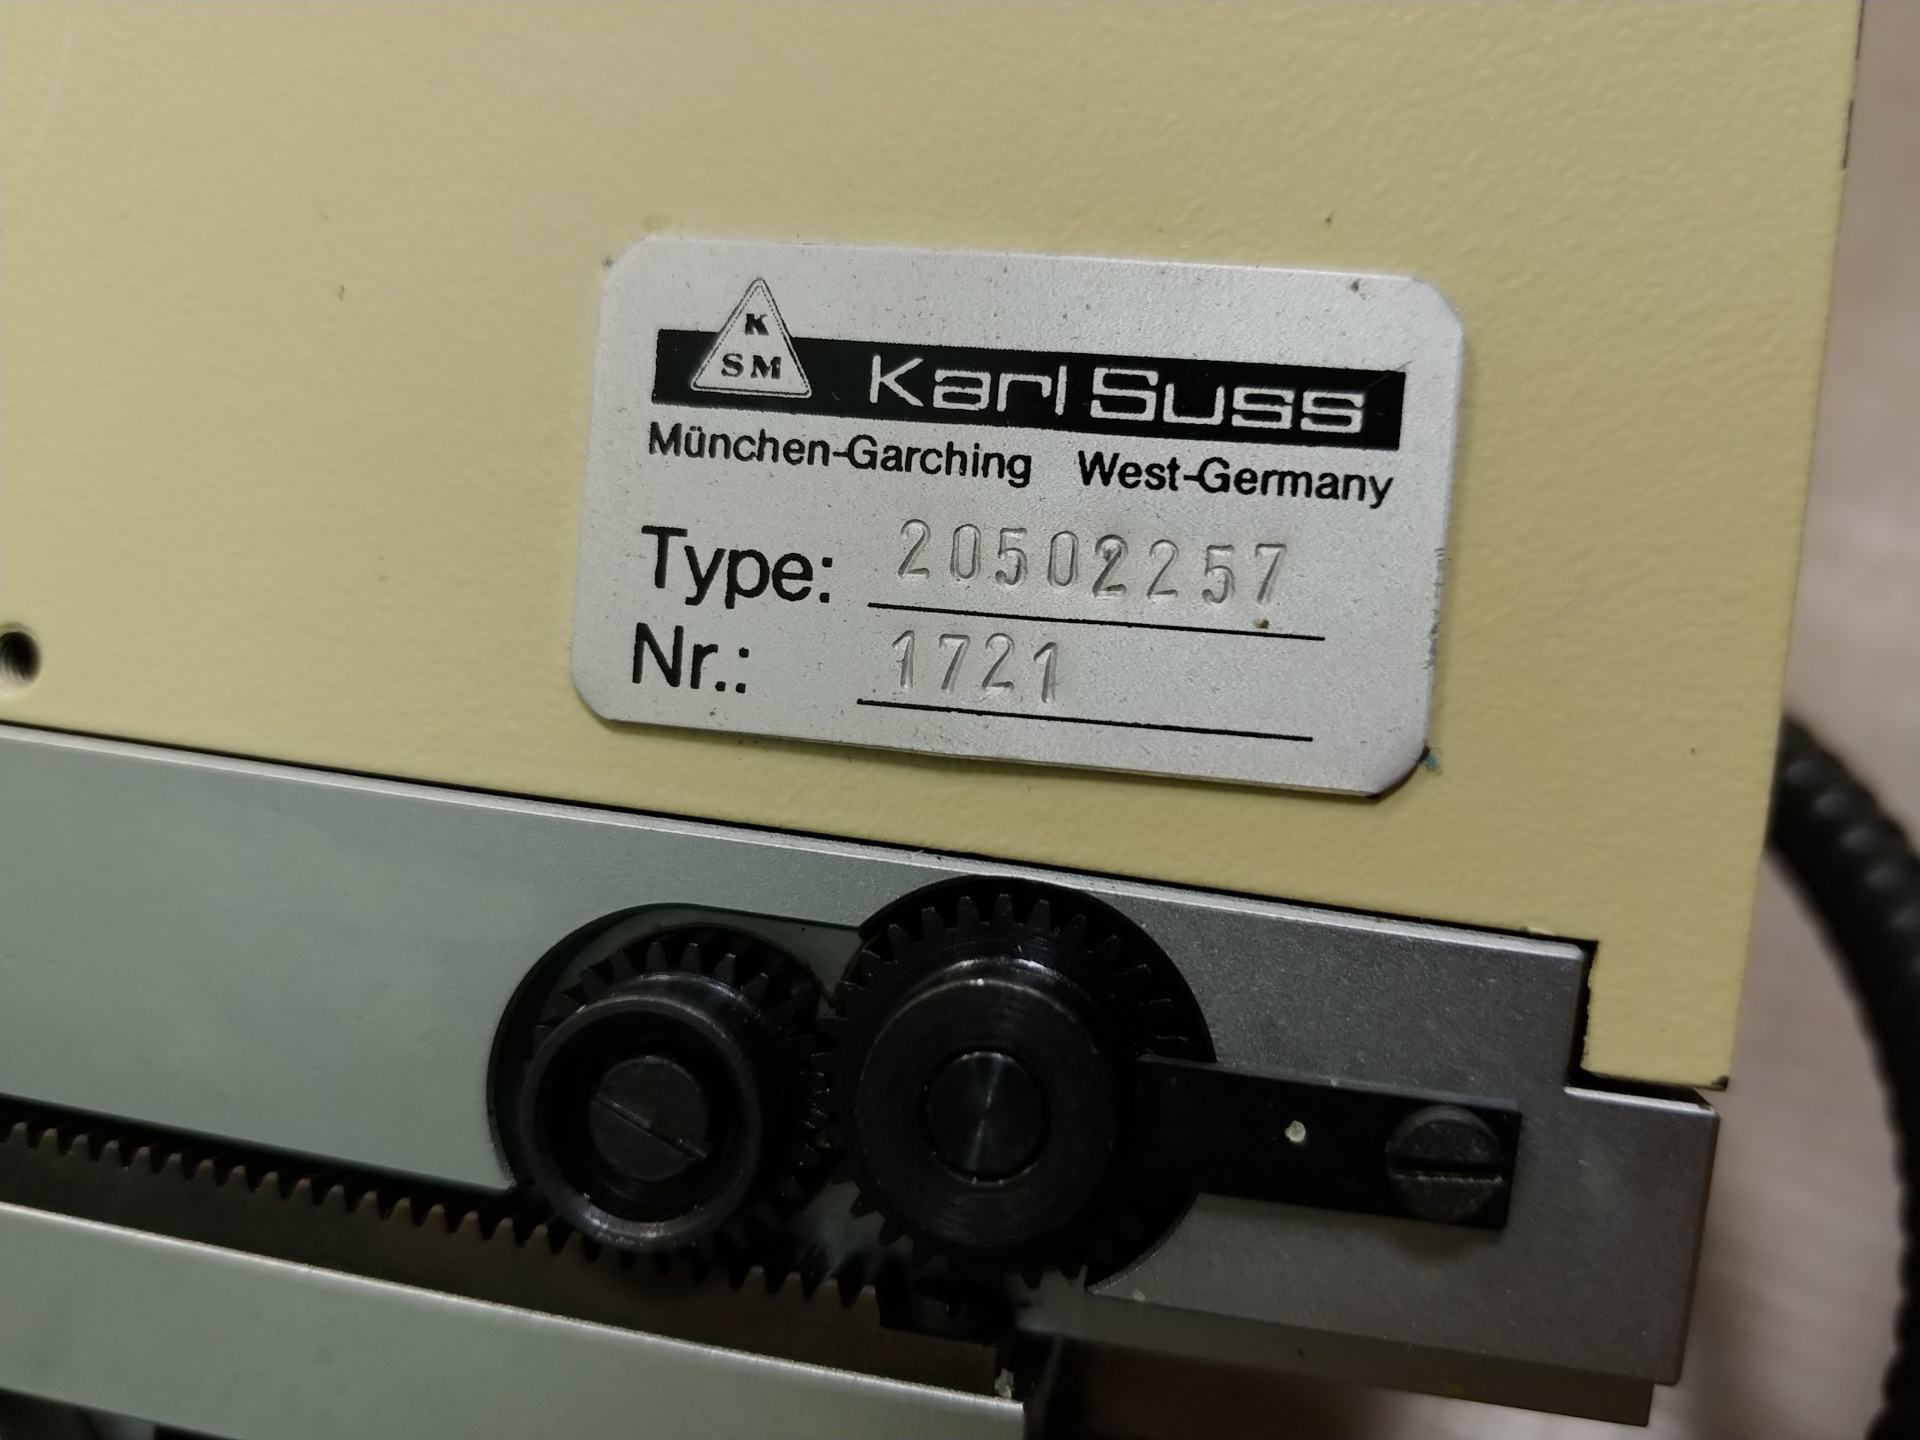 K
SM
Karl Suss
München-Garching West-Germany
Type: 20502257
Nr.: 1721